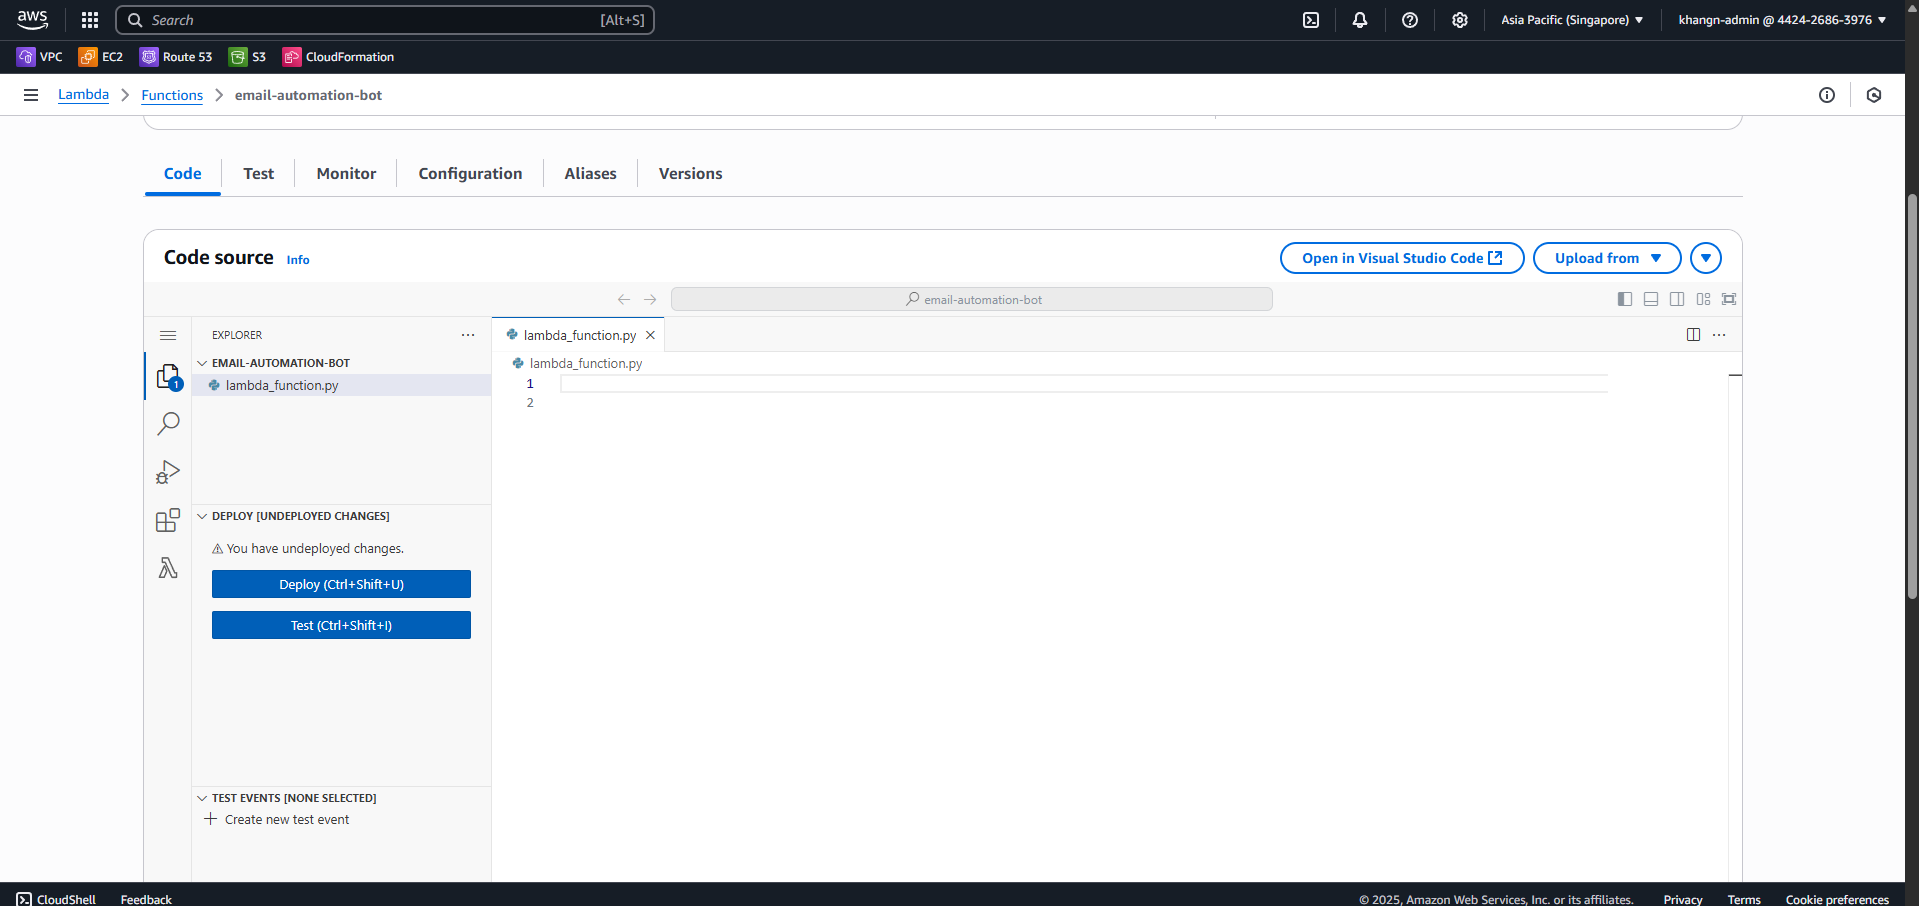 aws
Search [Alt+S]
Asia Pacific (Singapore)
khangn-admin @ 4424-2686-3976
VPC
EC2
Route 53
S3
CloudFormation
Lambda
Functions
email-automation-bot
Code
Test
Monitor
Configuration
Aliases
Versions
Code source
Info
Open in Visual Studio Code
Upload from
email-automation-bot
EXPLORER
lambda_function.py
EMAIL-AUTOMATION-BOT
1
lambda_function.py
lambda_function.py
1
2
DEPLOY [UNDEPLOYED CHANGES]
You have undeployed changes.
Deploy (Ctrl+Shift+U)
Test (Ctrl+Shift+I)
TEST EVENTS [NONE SELECTED]
Create new test event
CloudShell
Feedback
© 2025, Amazon Web Services, Inc. or its affiliates.
Privacy
Terms
Cookie preferences